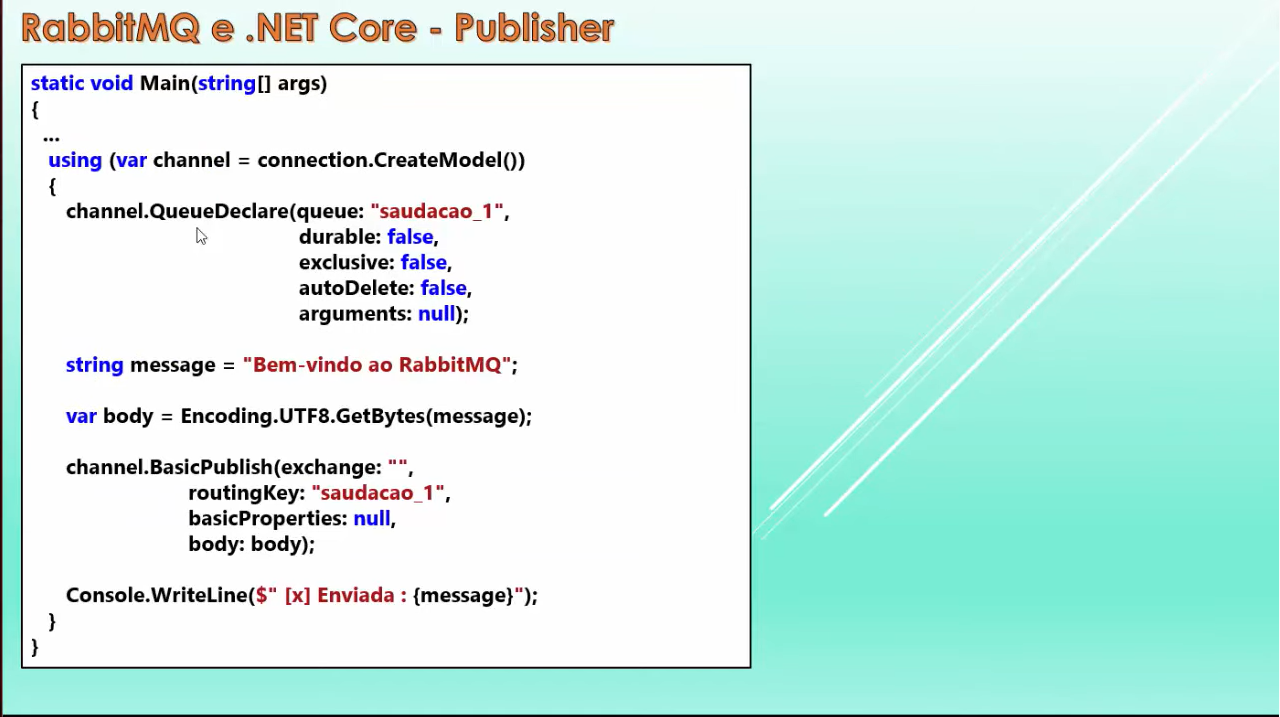 RabbitMQ e .NET Core - Publisher
static void Main(string[] args)
{
...
using (var channel = connection.CreateModel())
{
channel.QueueDeclare(queue: "saudacao_1",
durable: false,
exclusive: false,
autoDelete: false,
arguments: null);
string message = "Bem-vindo ao RabbitMQ";
var body = Encoding.UTF8.GetBytes(message);
channel.BasicPublish(exchange: "",
routingKey: "saudacao_1",
basicProperties: null,
body: body);
Console.WriteLine($" [x] Enviada : {message}");
}
}